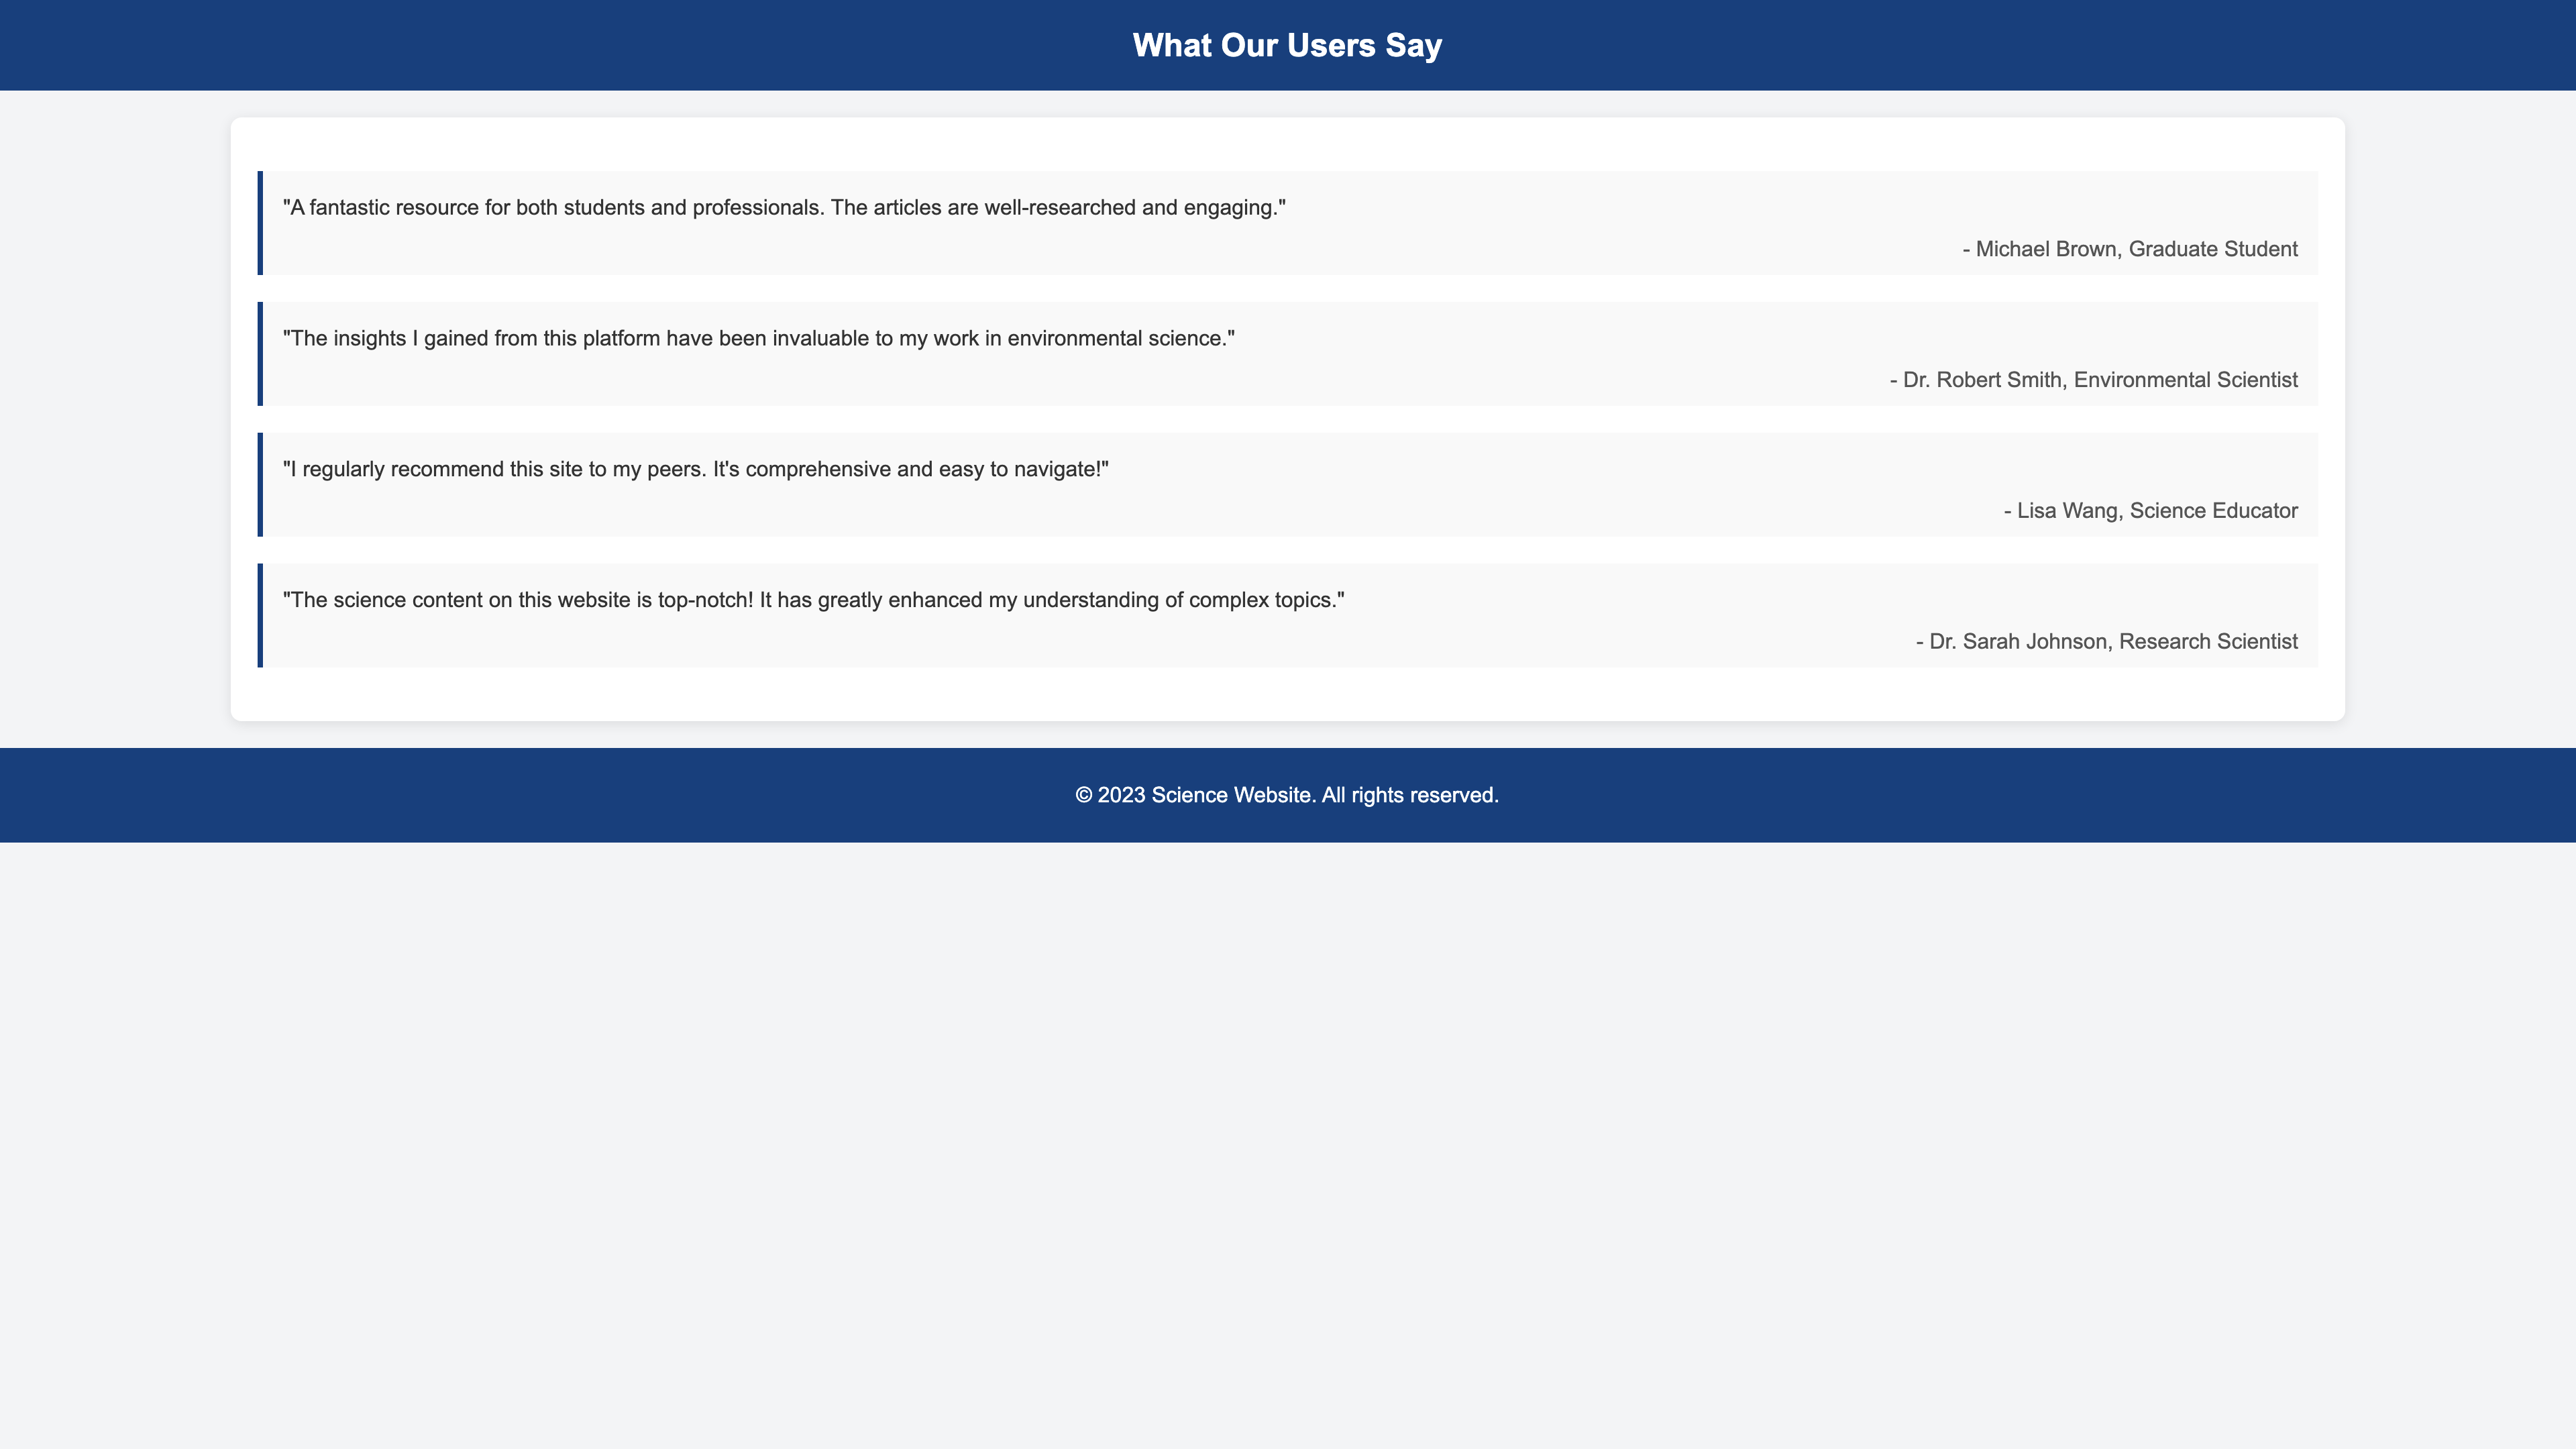 What Our Users Say
"A fantastic resource for both students and professionals. The articles are well-researched and engaging."
- Michael Brown, Graduate Student
"The insights I gained from this platform have been invaluable to my work in environmental science."
- Dr. Robert Smith, Environmental Scientist
"I regularly recommend this site to my peers. It's comprehensive and easy to navigate!"
- Lisa Wang, Science Educator
"The science content on this website is top-notch! It has greatly enhanced my understanding of complex topics."
- Dr. Sarah Johnson, Research Scientist
© 2023 Science Website. All rights reserved.